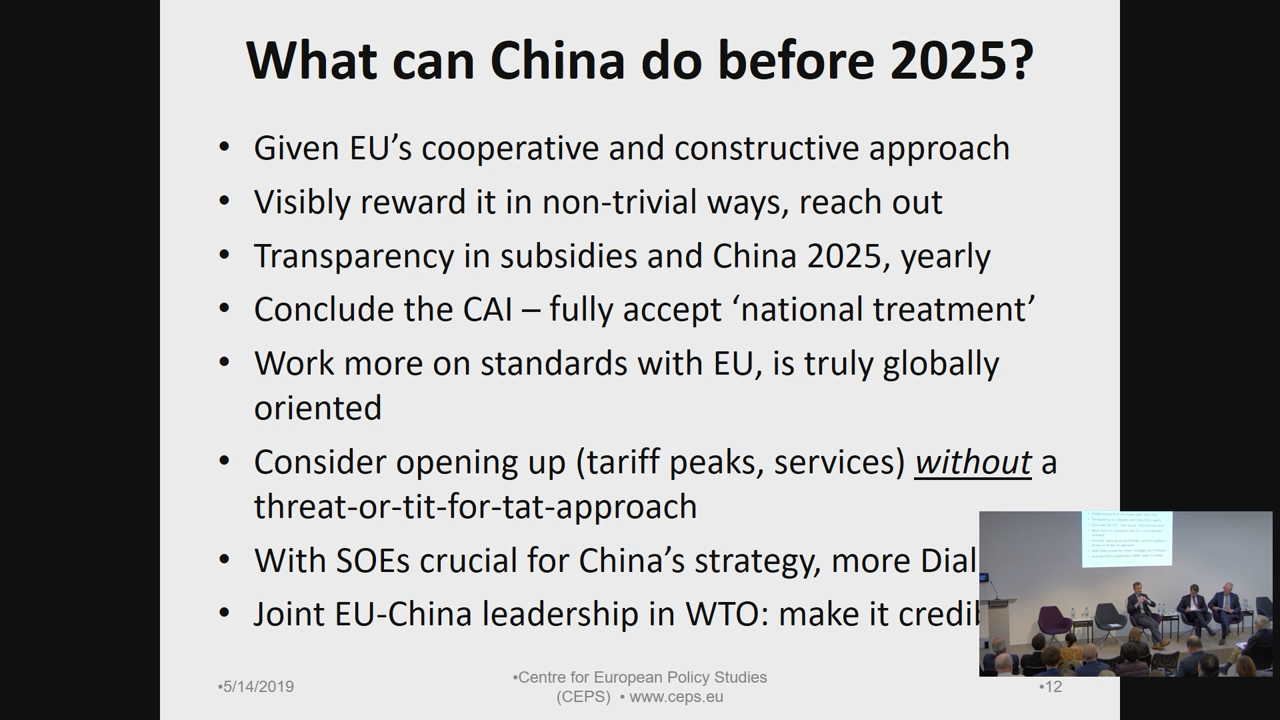 What can China do before 2025?
• Given EU’s cooperative and constructive approach
• Visibly reward it in non-trivial ways, reach out
• Transparency in subsidies and China 2025, yearly
• Conclude the CAI – fully accept ‘national treatment’
• Work more on standards with EU, is truly globally
oriented
• Consider opening up (tariff peaks, services) without a
threat-or-tit-for-tat-approach
• With SOEs crucial for China’s strategy, more Dial
• Joint EU-China leadership in WTO: make it credib
•5/14/2019
•Centre for European Policy Studies
(CEPS) • www.ceps.eu
•12